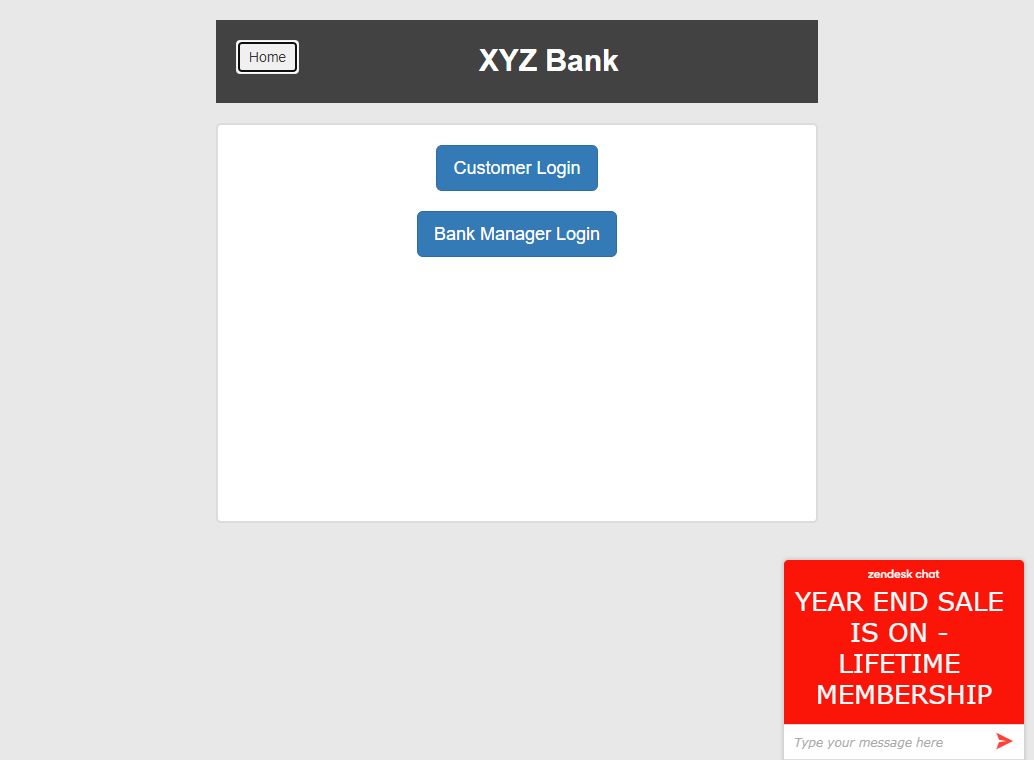 Home
XYZ Bank
Customer Login
Bank Manager Login
zendesk chat
YEAR END SALE
IS ON -
LIFETIME
MEMBERSHIP
Type your message here